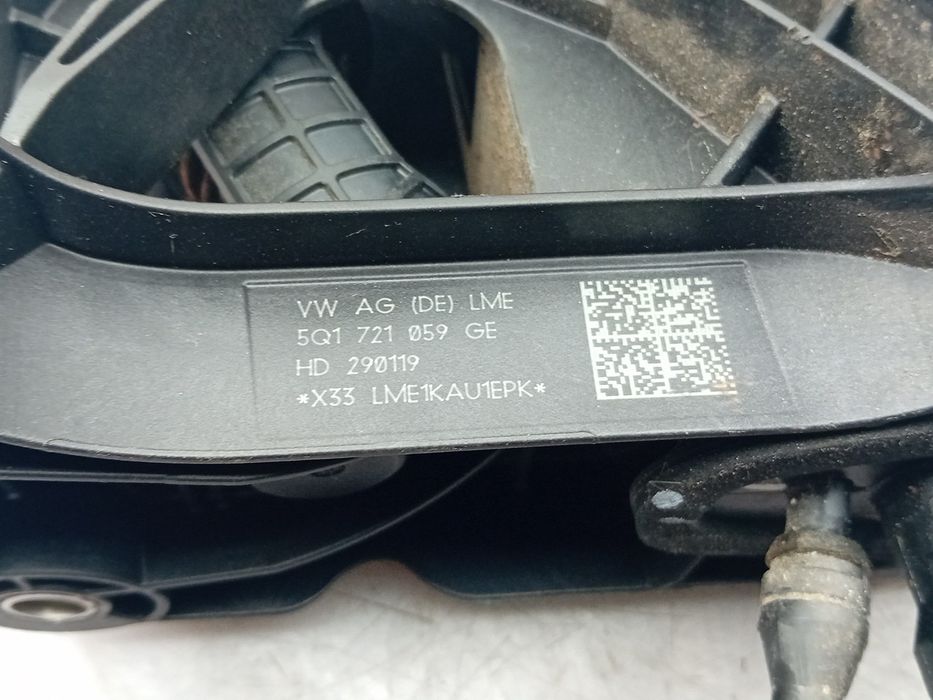 VW AG (DE) LME
5Q1 721 059 GE
HD 290119
*X33 LME1KAU1EPK*